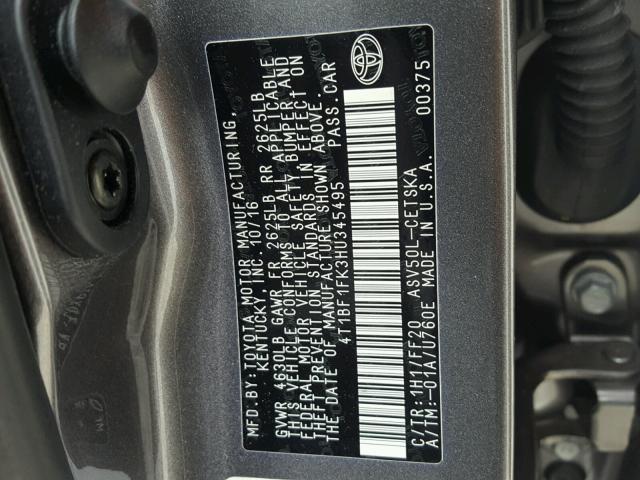 MFD. BY: TOYOTA MOTOR MANUFACTURING,
KENTUCKY, INC. 10/16
GVWR 4630LB GAWR FR 2625LB RR 2625LB
THIS VEHICLE CONFORMS TO ALL APPLICABLE
FEDERAL MOTOR VEHICLE SAFETY, BUMPER AND
THEFT PREVENTION STANDARDS IN EFFECT ON
THE DATE OF MANUFACTURE SHOWN ABOVE.
4T1BF1FK3HU345495 PASS. CAR
C/TR: 1H1/FF20 ASV50L-CETSKA
A/TM: -01A/U760E MADE IN U.S.A. 00375